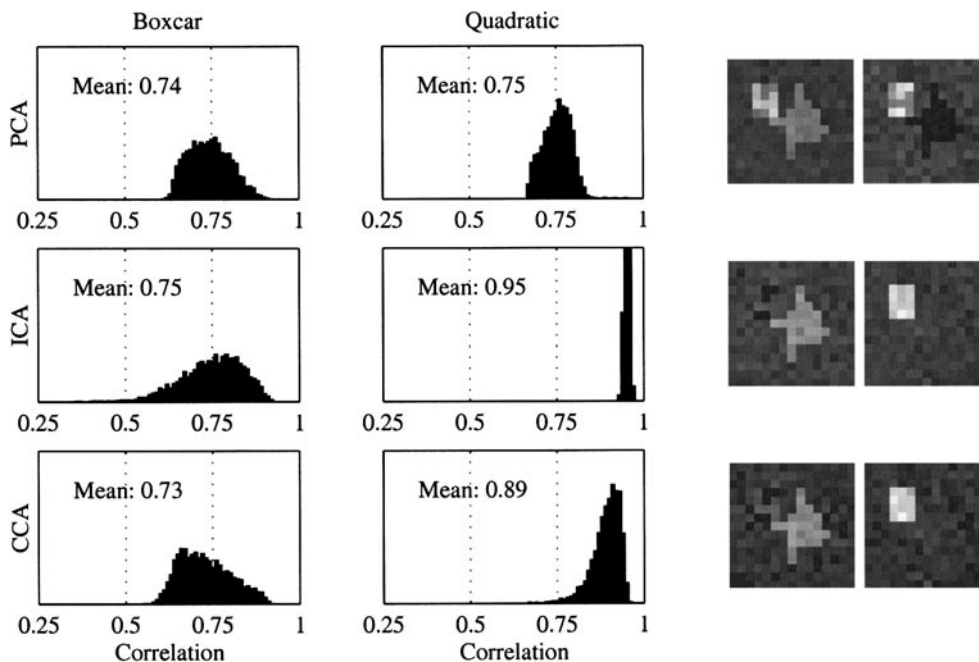 Boxcar Quadratic
PCA
Mean: 0.74 Mean: 0.75
0.25 0.5 0.75 1 0.25 0.5 0.75 1
ICA
Mean: 0.75 Mean: 0.95
0.25 0.5 0.75 1 0.25 0.5 0.75 1
CCA
Mean: 0.73 Mean: 0.89
0.25 0.5 0.75 1 0.25 0.5 0.75 1
Correlation Correlation